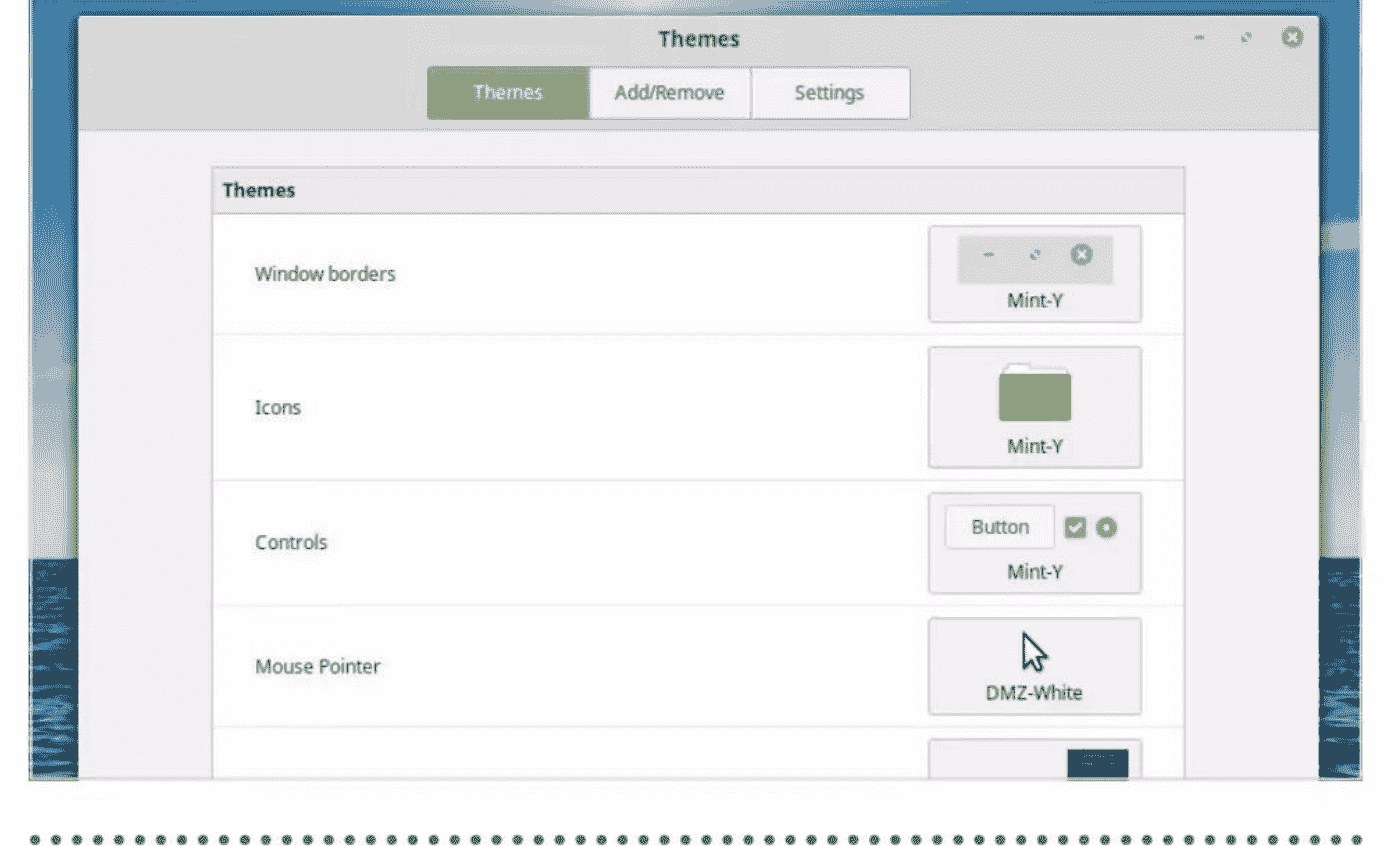 Themes
Themes Add/Remove Settings
Themes
Window borders
Mint-Y
Icons
Mint-Y
Button
Controls
Mint-Y
Mouse Pointer
DMZ-White